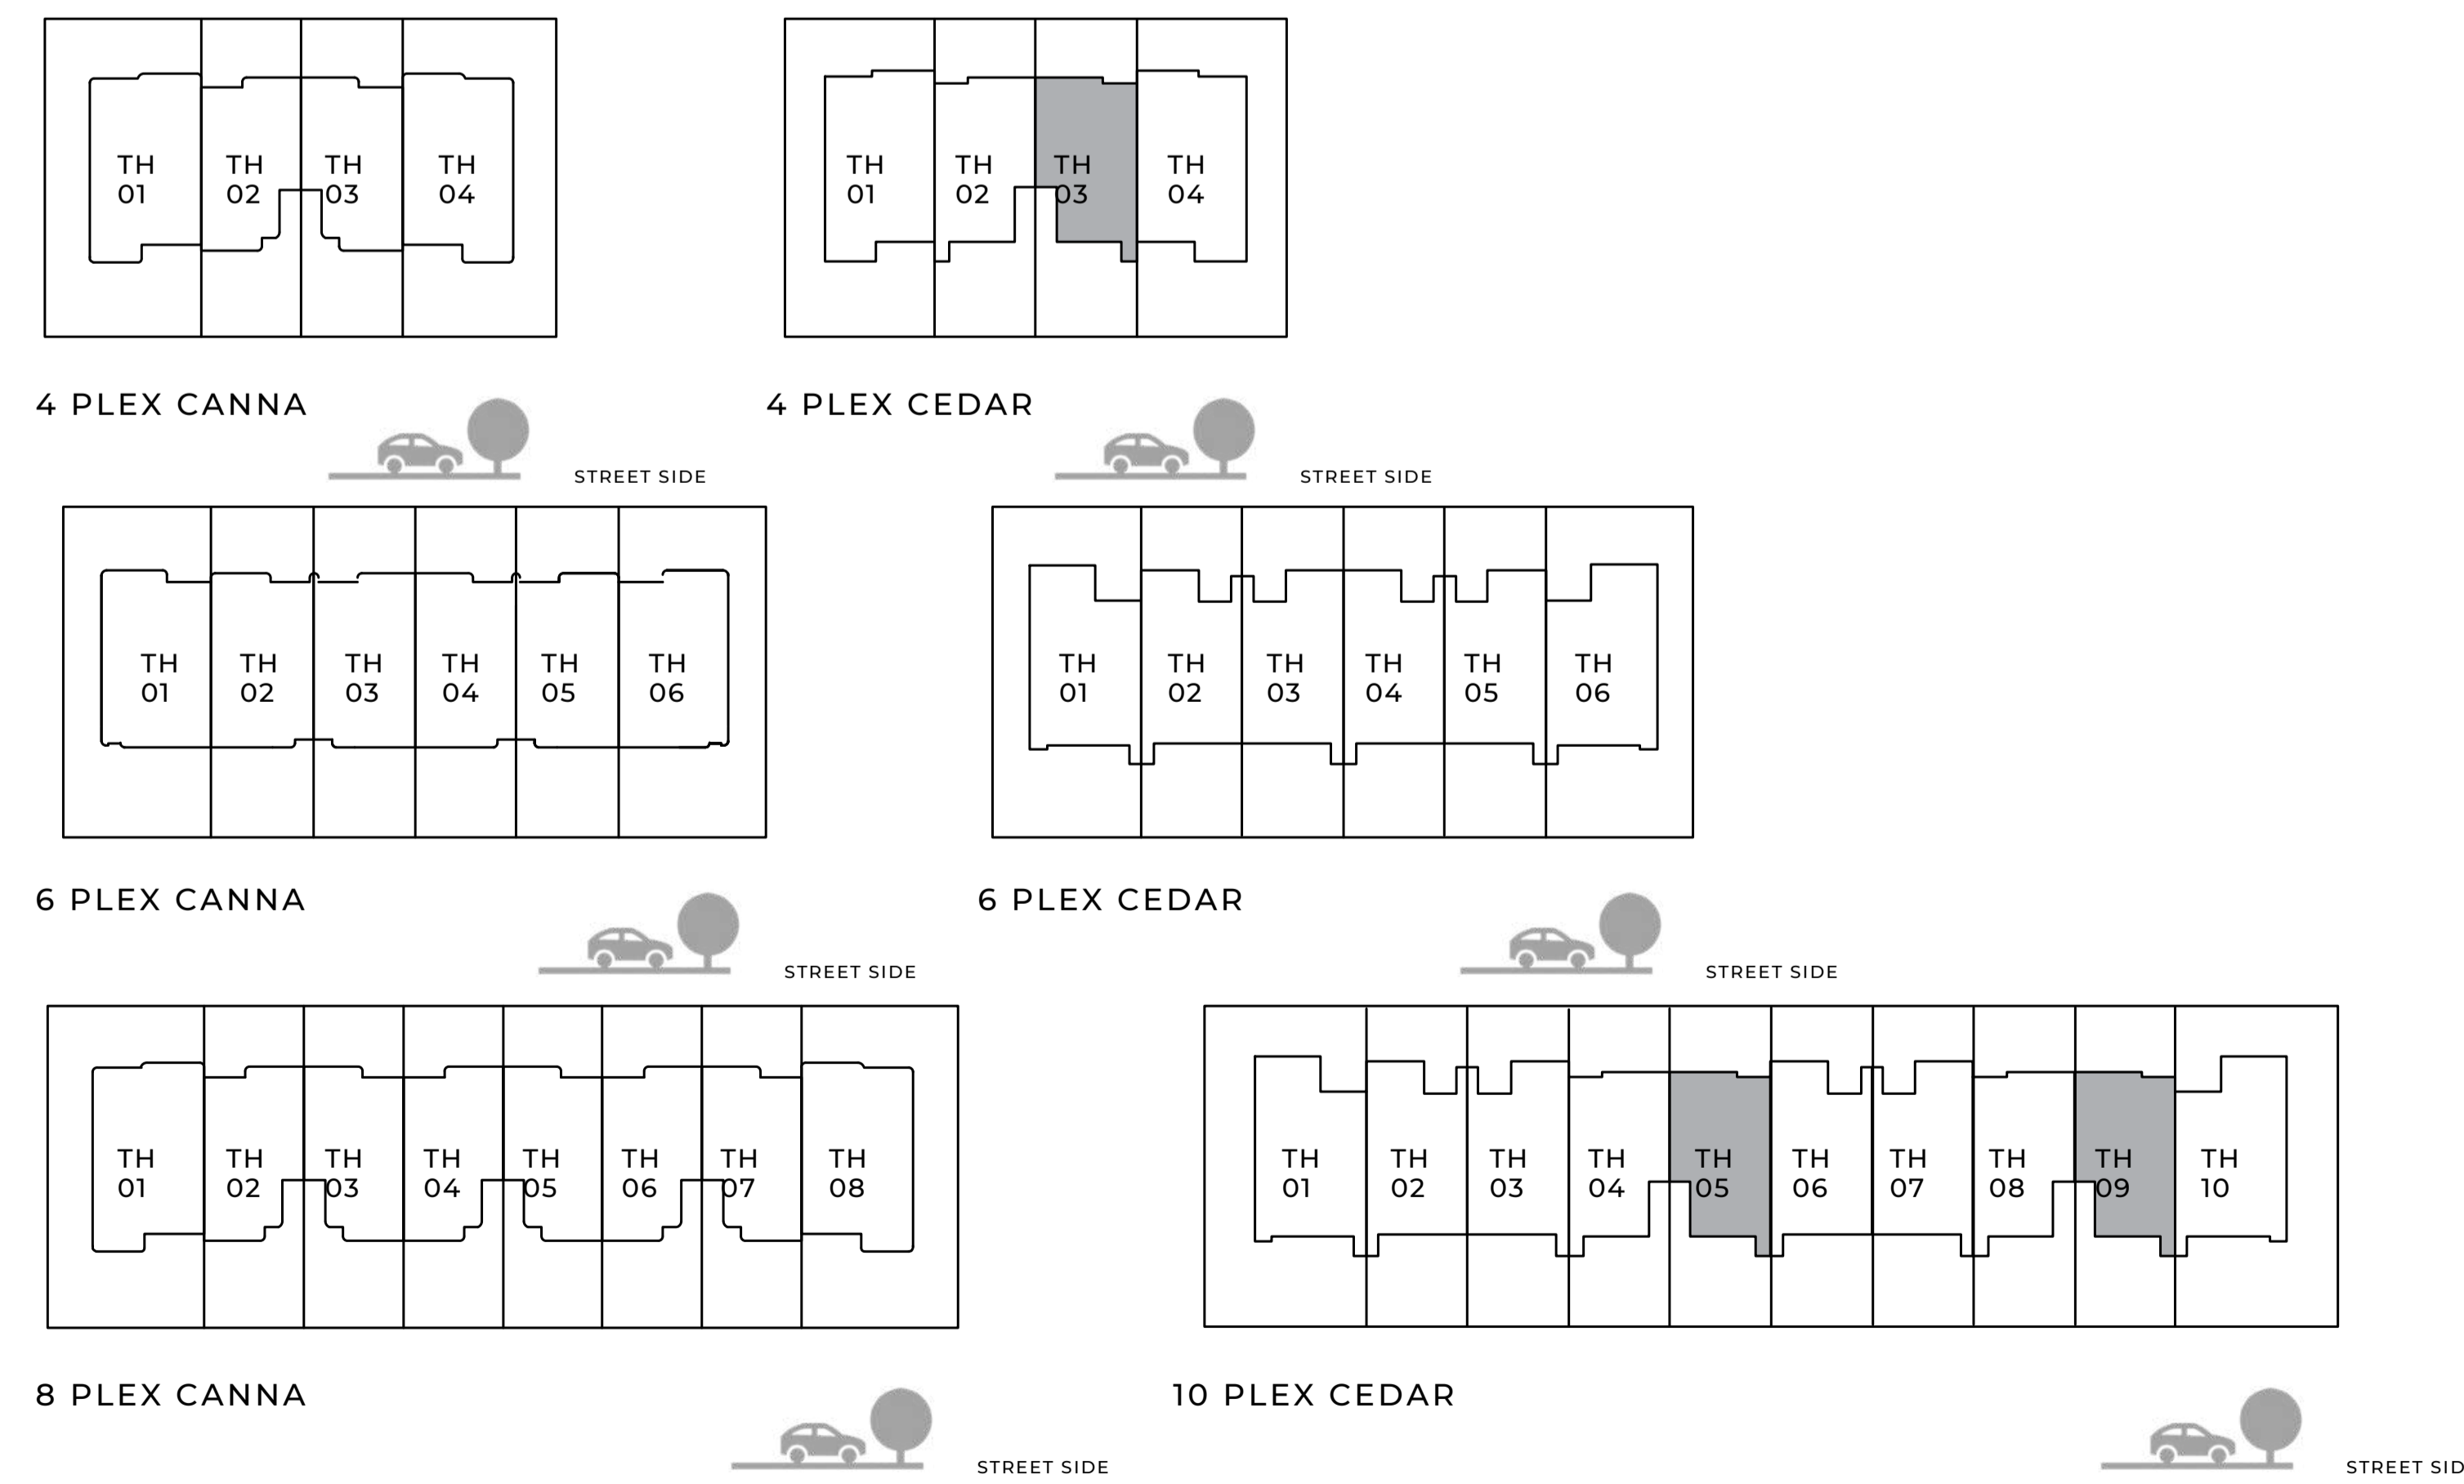 TH
01
TH
02
TH
03
TH
04
4 PLEX CANNA
STREET SIDE
TH
01
TH
02
TH
03
TH
04
4 PLEX CEDAR
STREET SIDE
TH
01
TH
02
TH
03
TH
04
TH
05
TH
06
6 PLEX CANNA
STREET SIDE
TH
01
TH
02
TH
03
TH
04
TH
05
TH
06
6 PLEX CEDAR
STREET SIDE
TH
01
TH
02
TH
03
TH
04
TH
05
TH
06
TH
07
TH
08
8 PLEX CANNA
STREET SIDE
TH
01
TH
02
TH
03
TH
04
TH
05
TH
06
TH
07
TH
08
TH
09
TH
10
10 PLEX CEDAR
STREET SID